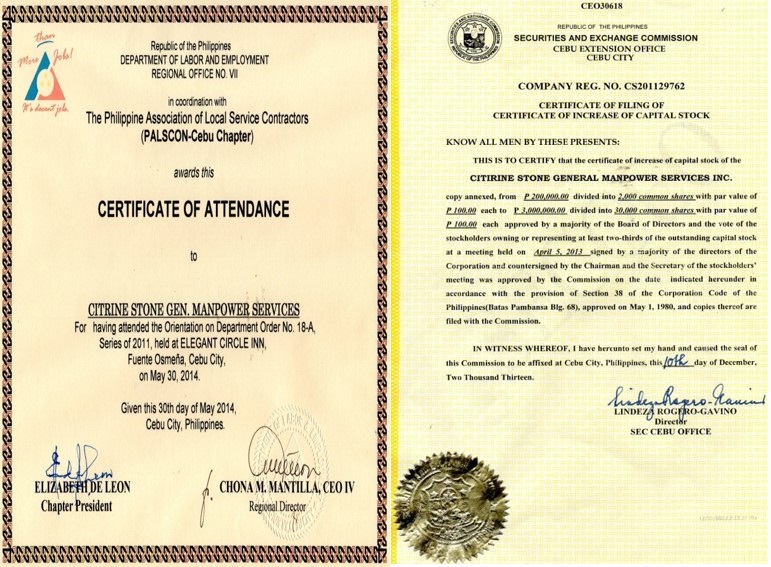 than
More Jobs!
It's decent jobs
Republic of the Philippines
DEPARTMENT OF LABOR AND EMPLOYMENT
REGIONAL OFFICE NO. VII
in coordination with
The Philippine Association of Local Service Contractors
(PALSCON-Cebu Chapter)
awards this
CERTIFICATE OF ATTENDANCE
to
CITRINE STONE GEN. MANPOWER SERVICES
For having attended the Orientation on Department Order No. 18-A,
Series of 2011, held at ELEGANT CIRCLE INN,
Fuente Osmeña, Cebu City,
on May 30, 2014.
Given this 30th day of May 2014,
Cebu City, Philippines.
ELIZABETH DE LEON
Chapter President
CHONA M. MANTILLA, CEO IV
Regional Director
CEO30618
REPUBLIC OF THE PHILIPPINES
SECURITIES AND EXCHANGE COMMISSION
CEBU EXTENSION OFFICE
CEBU CITY
COMPANY REG. NO. CS201129762
CERTIFICATE OF FILING OF
CERTIFICATE OF INCREASE OF CAPITAL STOCK
KNOW ALL MEN BY THESE PRESENTS:
THIS IS TO CERTIFY that the certificate of increase of capital stock of the
CITIRINE STONE GENERAL MANPOWER SERVICES INC.
copy annexed, from ₱ 200,000.00 divided into 2,000 common shares with par value of
₱ 100.00 each to ₱ 3,000,000.00 divided into 30,000 common shares with par value of
₱ 100.00 each approved by a majority of the Board of Directors and the vote of the
stockholders owning or representing at least two-thirds of the outstanding capital stock
at a meeting held on April 5, 2013 signed by a majority of the directors of the
Corporation and countersigned by the Chairman and the Secretary of the stockholders'
meeting was approved by the Commission on the date indicated hereunder in
accordance with the provision of Section 38 of the Corporation Code of the
Philippines(Batas Pambansa Blg. 68), approved on May 1, 1980, and copies thereof are
filed with the Commission.
IN WITNESS WHEREOF, I have hereunto set my hand and caused the seal of
this Commission to be affixed at Cebu City, Philippines, this 10th day of December,
Two Thousand Thirteen.
LINDEZA ROGERO-GAVINO
Director
SEC CEBU OFFICE